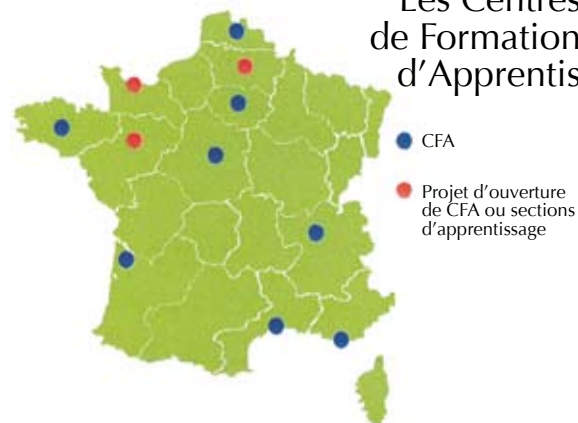 Les Centres
de Formation
d’Apprentis
CFA
Projet d’ouverture
de CFA ou sections
d’apprentissage